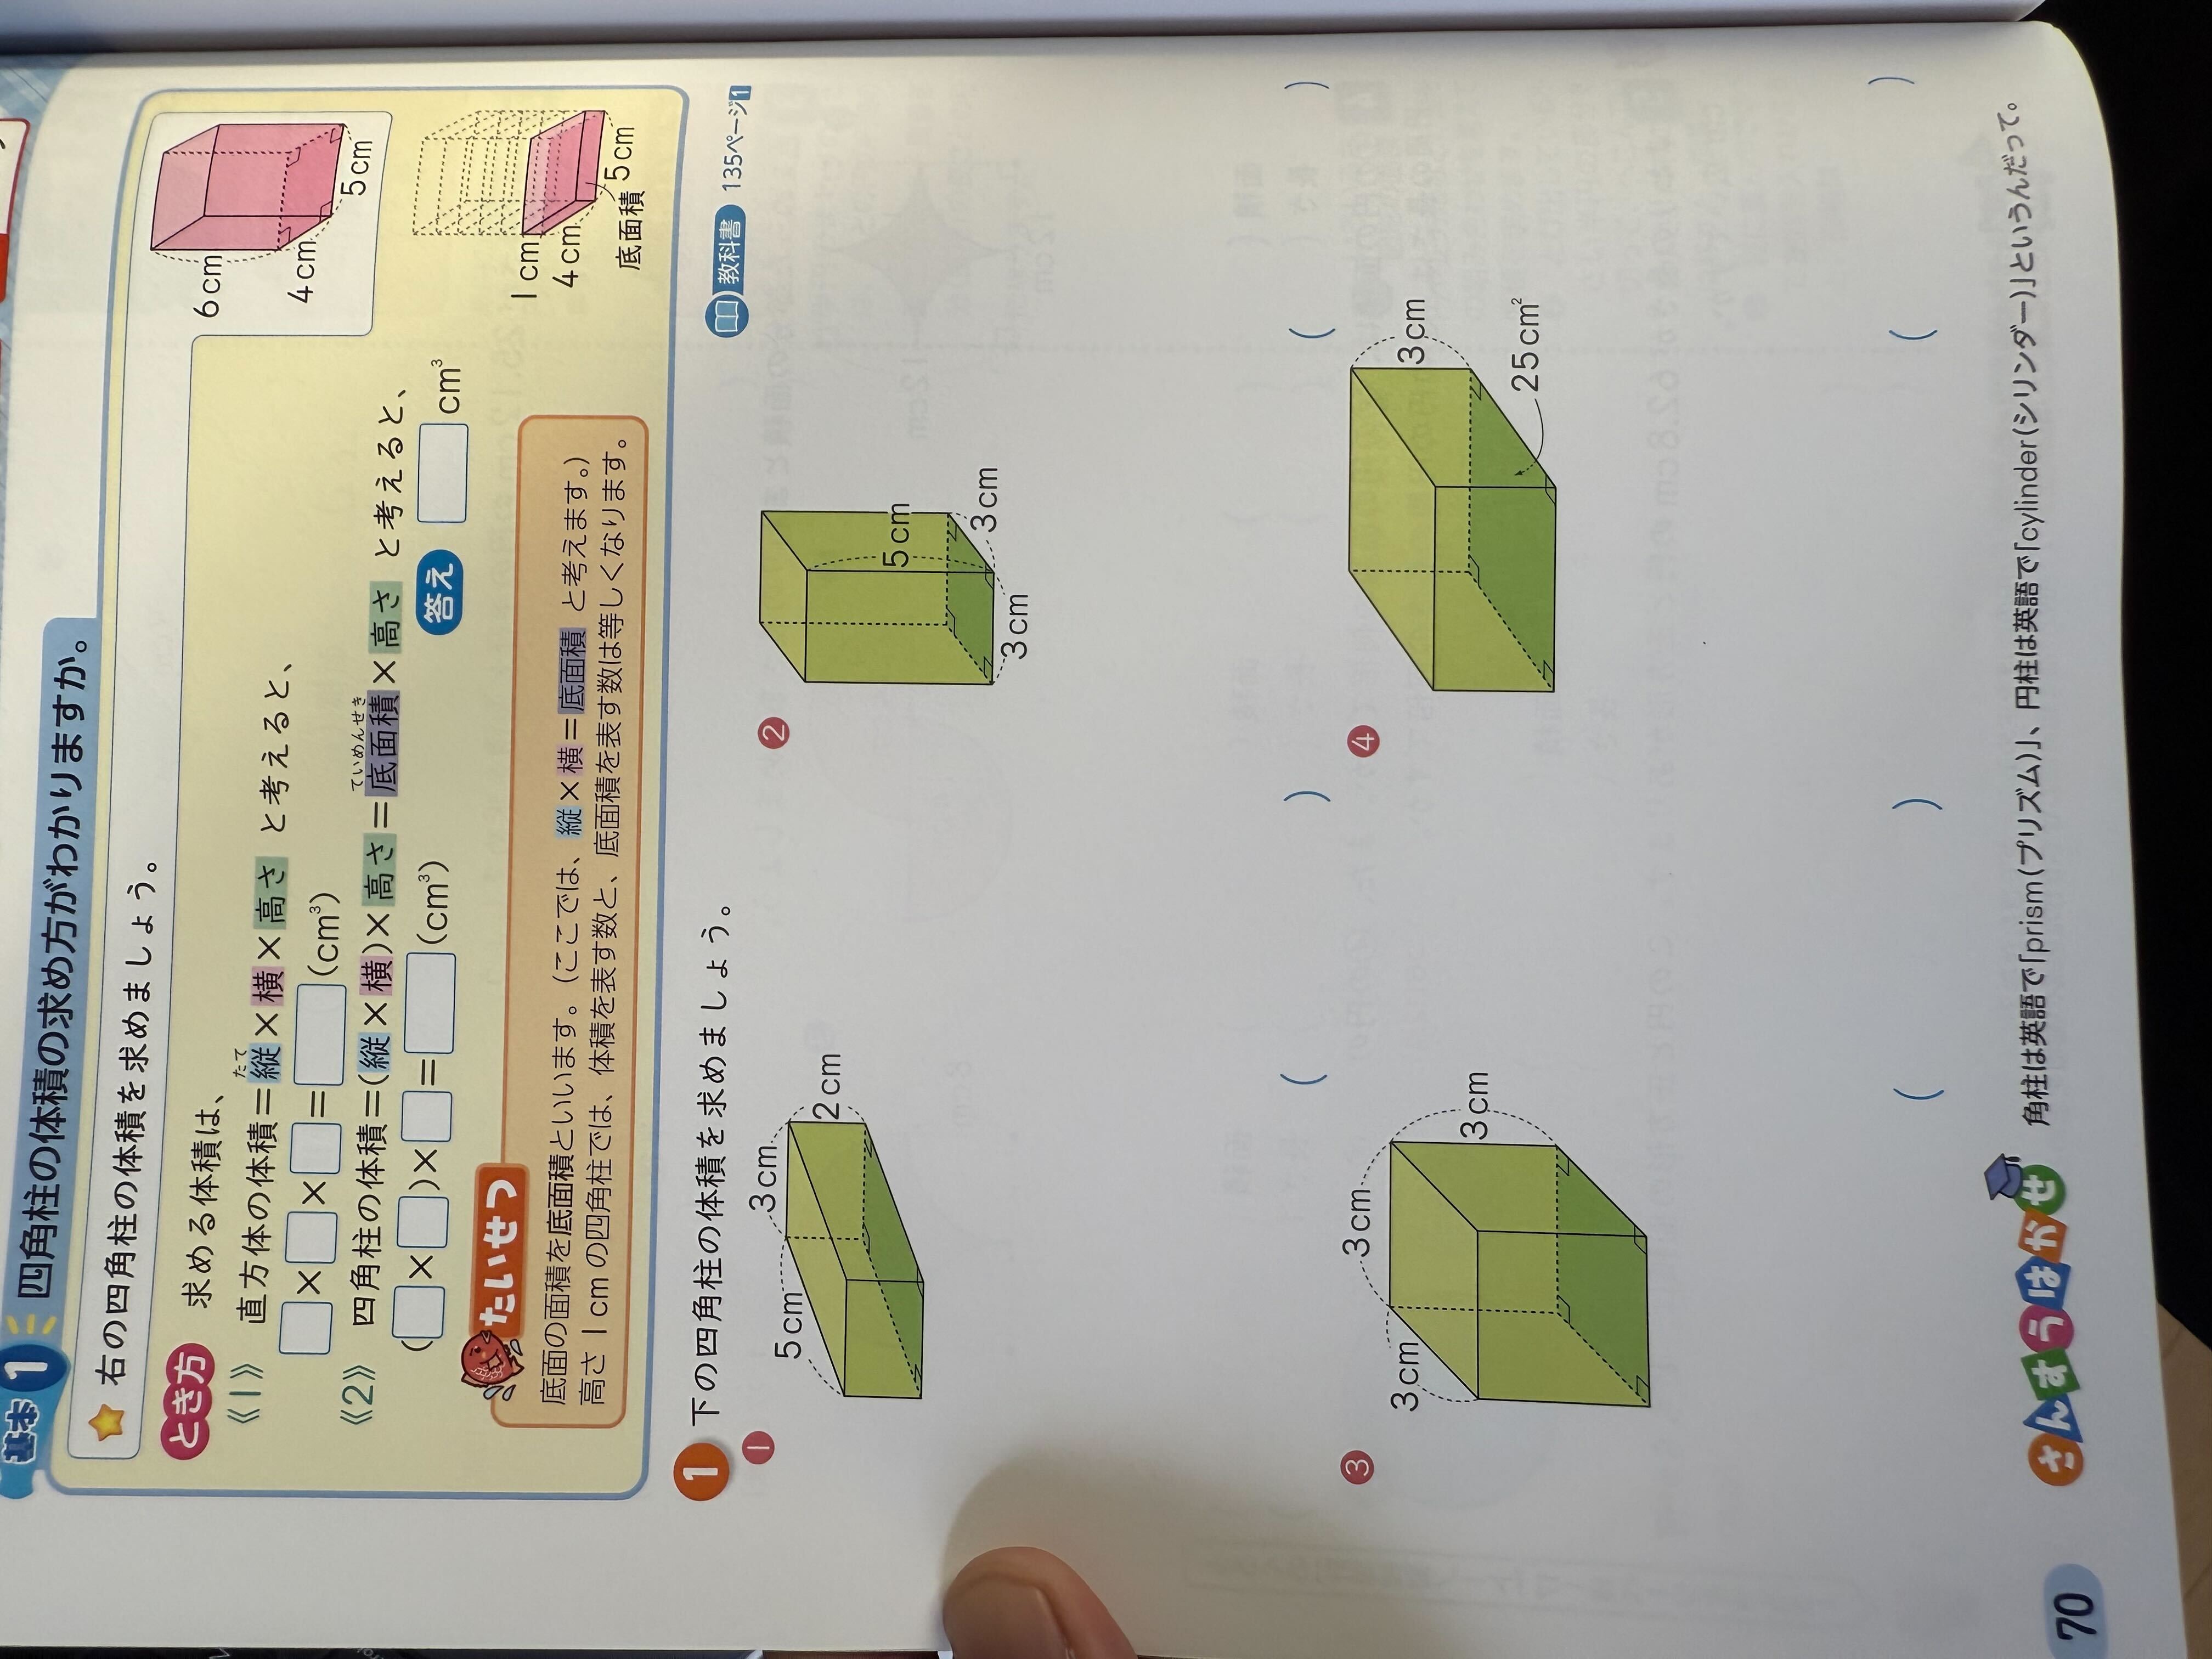 基本 1 四角柱の体積の求め方がわかりますか。
右の四角柱の体積を求めましょう。
6cm
4cm
5cm
とき方 求める体積は、
たて
《1》 直方体の体積=縦×横×高さ と考えると、
□×□×□=□(cm³)
ていめんせき
《2》 四角柱の体積=(縦×横)×高さ=底面積×高さ と考えると、
(□×□)×□=□(cm³)
答え □cm³
1cm
4cm
5cm
底面積
たいせつ
底面の面積を底面積といいます。(ここでは、縦×横=底面積 と考えます。)
高さ1cmの四角柱では、体積を表す数と、底面積を表す数は等しくなります。
1 下の四角柱の体積を求めましょう。
教科書 135ページ1
1
3cm
5cm
2cm
( )
2
5cm
3cm
3cm
( )
3
3cm
3cm
3cm
( )
4
3cm
25cm²
( )
70
さんすうはかせ 角柱は英語で「prism(プリズム)」、円柱は英語で「cylinder(シリンダー)」というんだって。